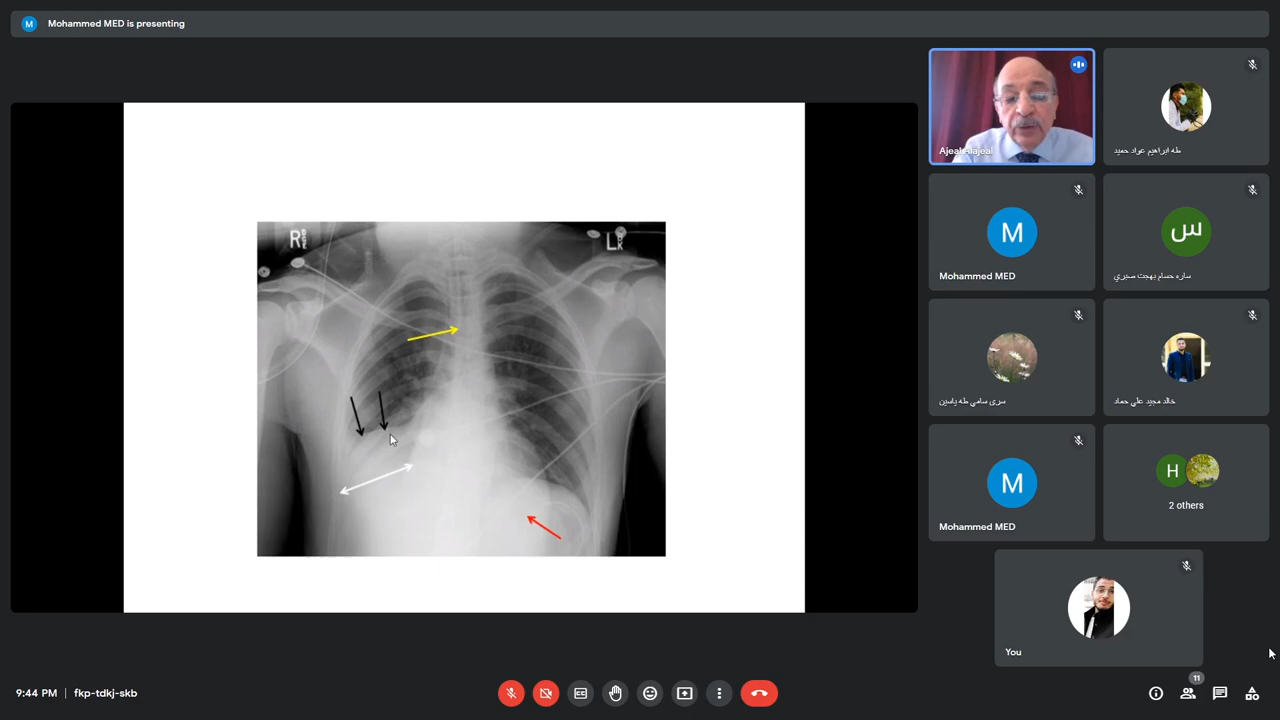 M Mohammed MED is presenting
R
L
Ajeal Alajeal
طه ابراهيم عواد حميد
M
Mohammed MED
س
ساره حسام بهجت صبري
سرى سامي طه ياسين
خالد مجيد علي حماد
M
Mohammed MED
H
2 others
You
9:44 PM | fkp-tdkj-skb
11